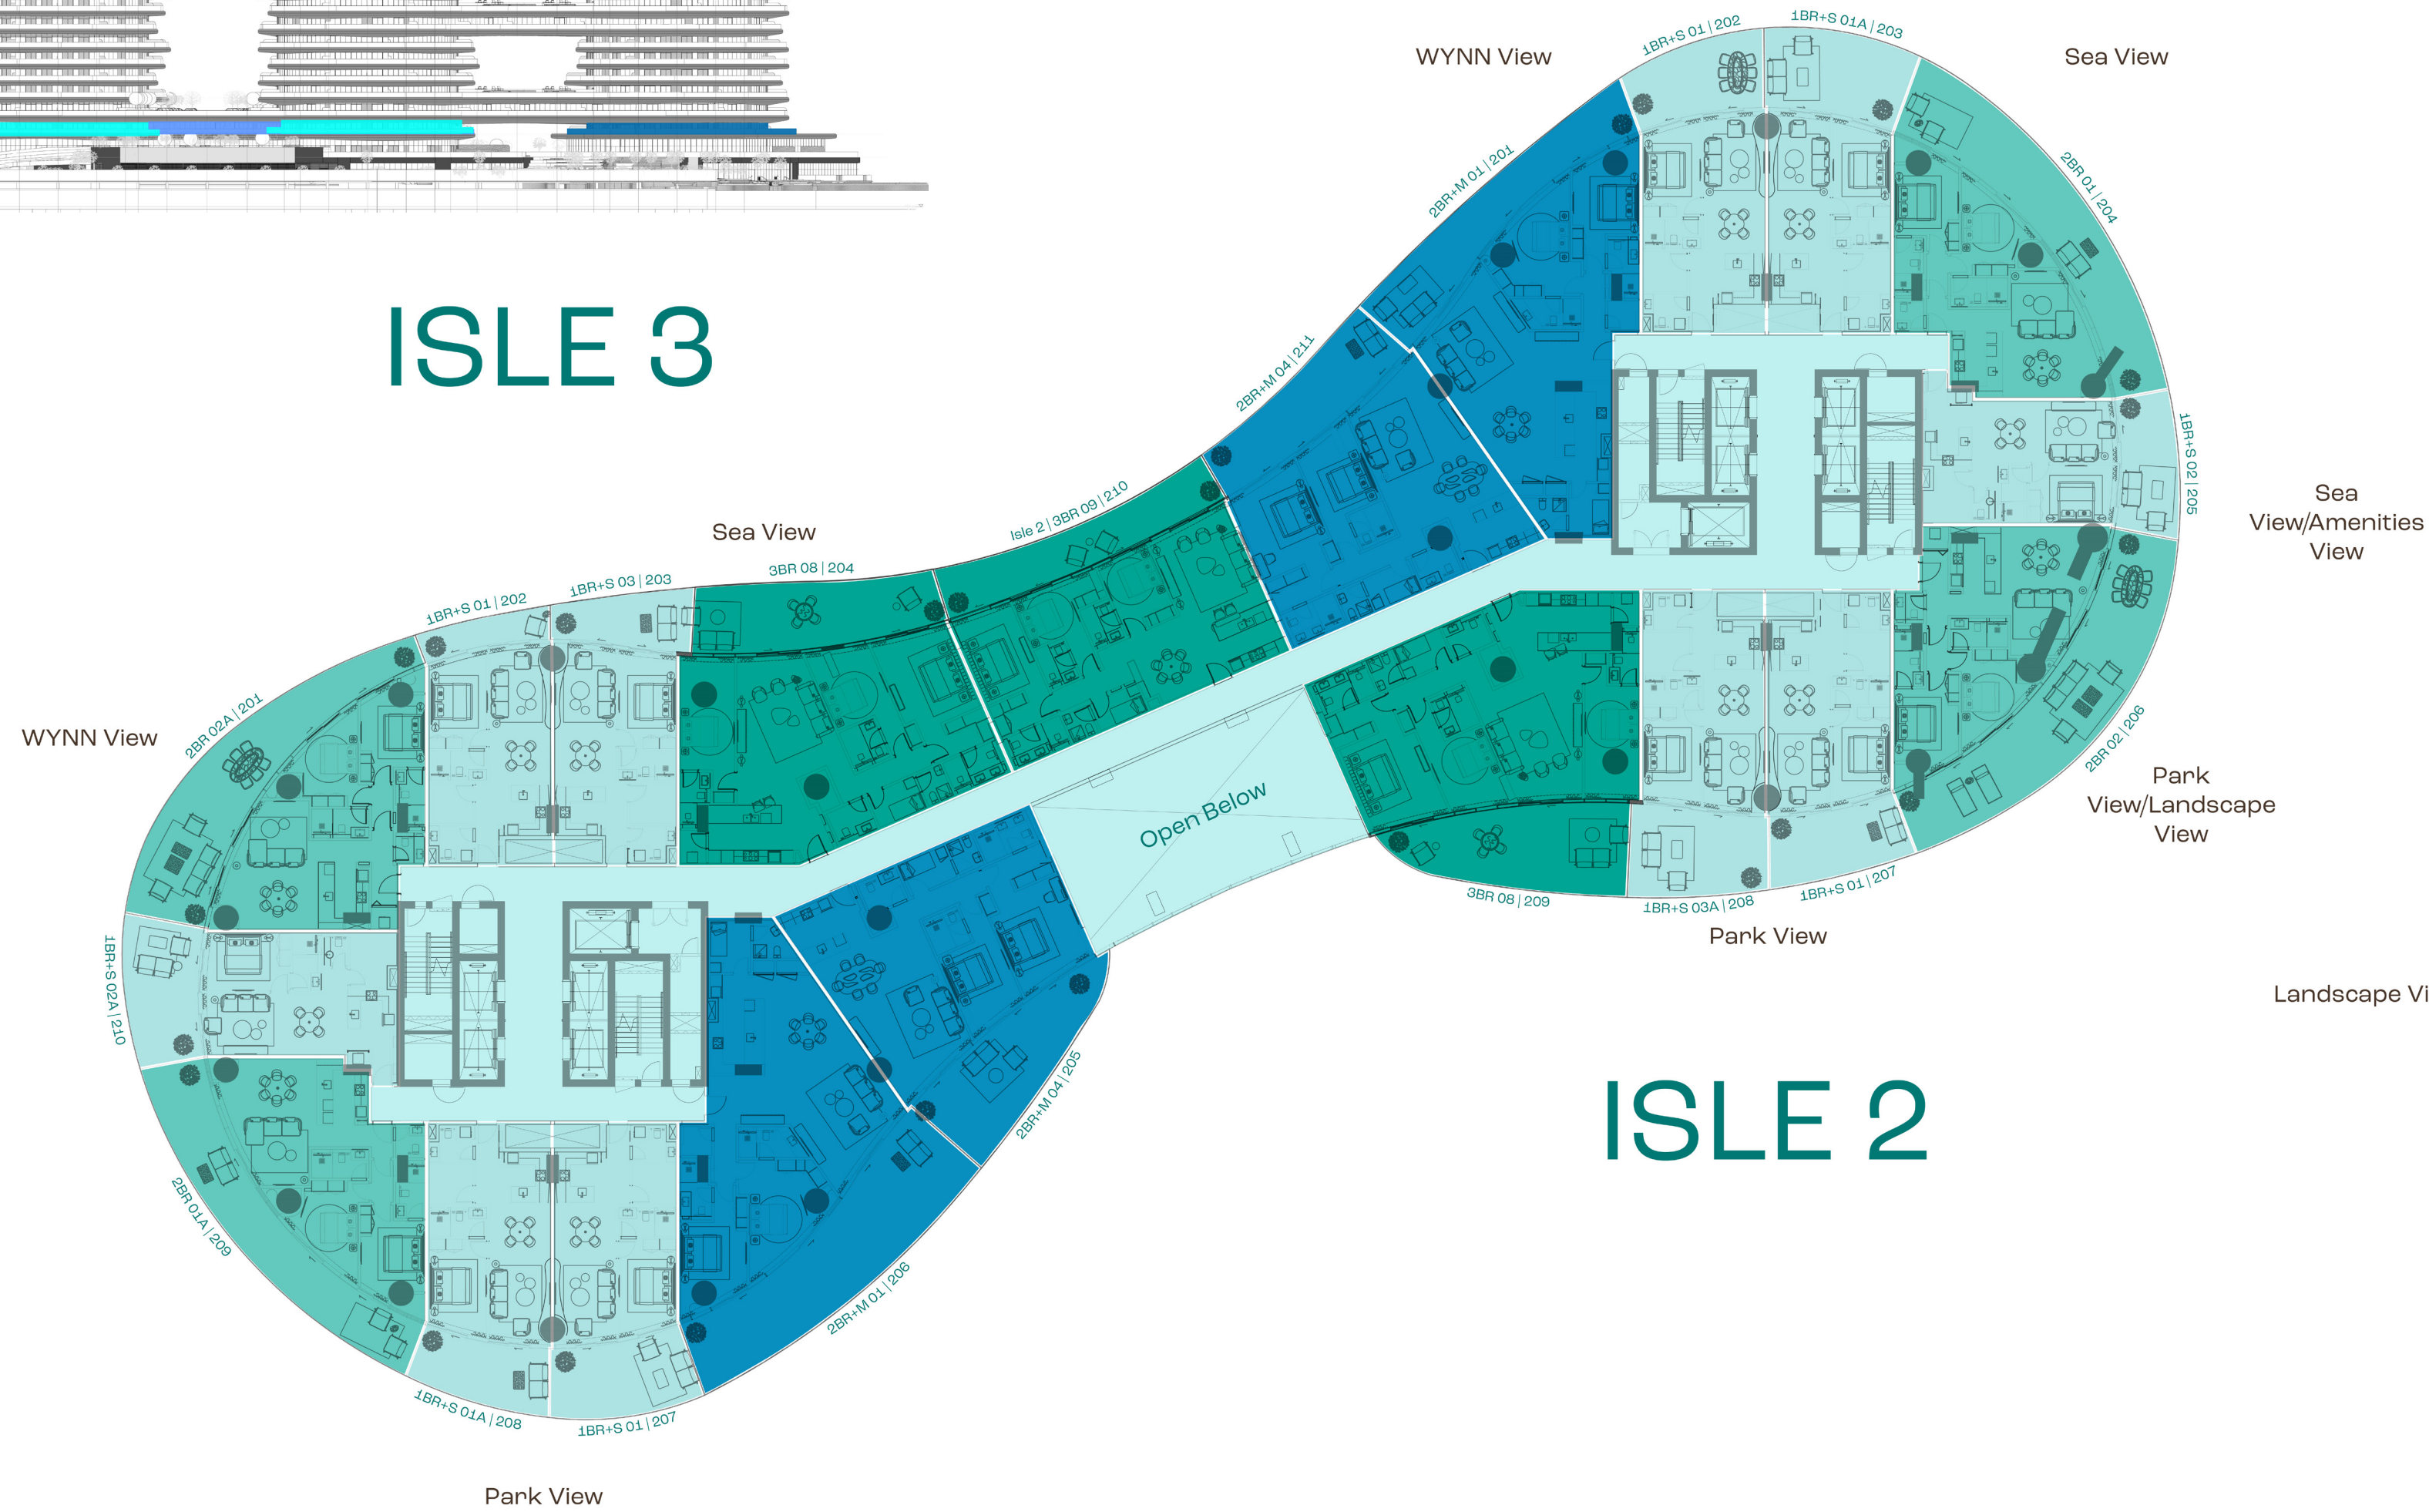 1BR+S 01 | 202
1BR+S 01A | 203
WYNN View
Sea View
2BR+M 01 | 201
2BR 01 | 204
ISLE 3
2BR+M 04 | 211
1BR+S 02 | 205
Sea
View/Amenities
View
Isle 2 | 3BR 09 | 210
Sea View
3BR 08 | 204
1BR+S 03 | 203
1BR+S 01 | 202
2BR 02A | 201
WYNN View
2BR 02 | 206
Park
View/Landscape
View
Open Below
3BR 08 | 209
1BR+S 03A | 208
1BR+S 01 | 207
Park View
1BR+S 02A | 210
Landscape Vi
2BR+M 04 | 205
ISLE 2
2BR 01A | 209
2BR+M 01 | 206
1BR+S 01A | 208
1BR+S 01 | 207
Park View